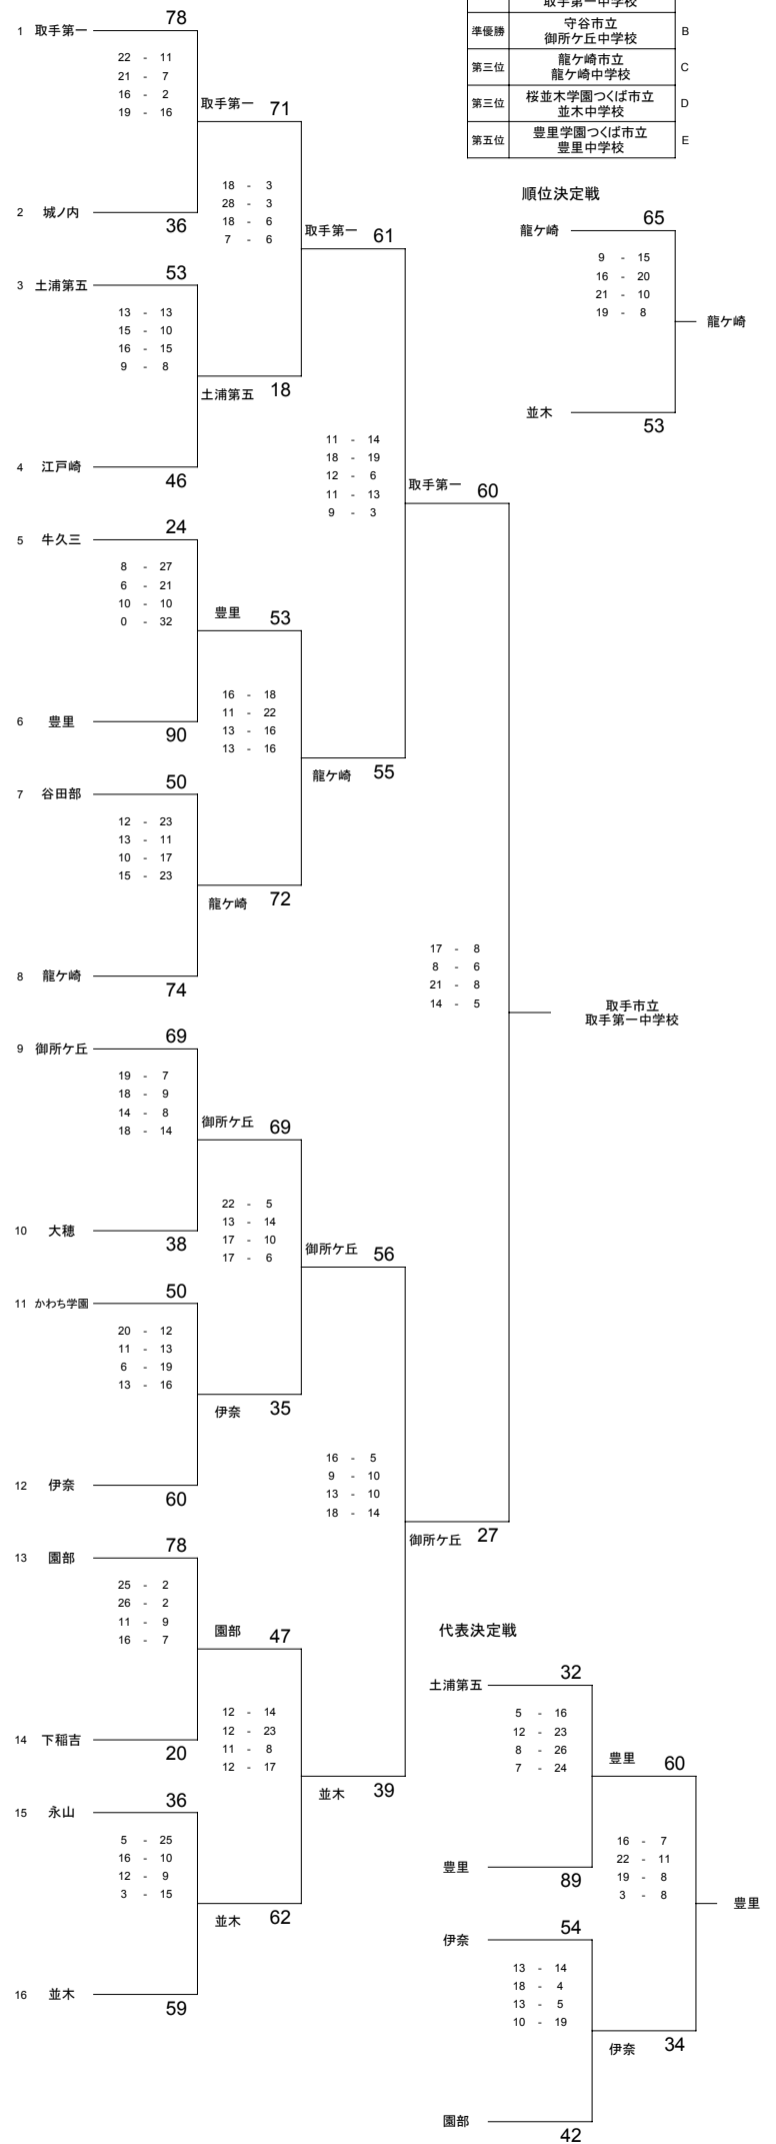 取手第一中学校
準優勝 守谷市立 御所ケ丘中学校 B
第三位 龍ケ崎市立 龍ケ崎中学校 C
第三位 桜並木学園つくば市立 並木中学校 D
第五位 豊里学園つくば市立 豊里中学校 E
1 取手第一 78
22 - 11
21 - 7
16 - 2
19 - 16
2 城ノ内 36
取手第一 71
18 - 3
28 - 3
18 - 6
7 - 6
3 土浦第五 53
13 - 13
15 - 10
16 - 15
9 - 8
4 江戸崎 46
土浦第五 18
取手第一 61
11 - 14
18 - 19
12 - 6
11 - 13
9 - 3
5 牛久三 24
8 - 27
6 - 21
10 - 10
0 - 32
6 豊里 90
豊里 53
16 - 18
11 - 22
13 - 16
13 - 16
7 谷田部 50
12 - 23
13 - 11
10 - 17
15 - 23
8 龍ケ崎 74
龍ケ崎 72
龍ケ崎 55
取手第一 60
17 - 8
8 - 6
21 - 8
14 - 5
取手市立
取手第一中学校
9 御所ケ丘 69
19 - 7
18 - 9
14 - 8
18 - 14
10 大穂 38
御所ケ丘 69
22 - 5
13 - 14
17 - 10
17 - 6
11 かわち学園 50
20 - 12
11 - 13
6 - 19
13 - 16
12 伊奈 60
伊奈 35
御所ケ丘 56
16 - 5
9 - 10
13 - 10
18 - 14
御所ケ丘 27
13 園部 78
25 - 2
26 - 2
11 - 9
16 - 7
14 下稲吉 20
園部 47
12 - 14
12 - 23
11 - 8
12 - 17
15 永山 36
5 - 25
16 - 10
12 - 9
3 - 15
16 並木 59
並木 62
並木 39
順位決定戦
龍ケ崎 65
9 - 15
16 - 20
21 - 10
19 - 8
龍ケ崎
並木 53
代表決定戦
土浦第五 32
5 - 16
12 - 23
8 - 26
7 - 24
豊里 89
豊里 60
16 - 7
22 - 11
19 - 8
3 - 8
豊里
伊奈 54
13 - 14
18 - 4
13 - 5
10 - 19
伊奈 34
園部 42